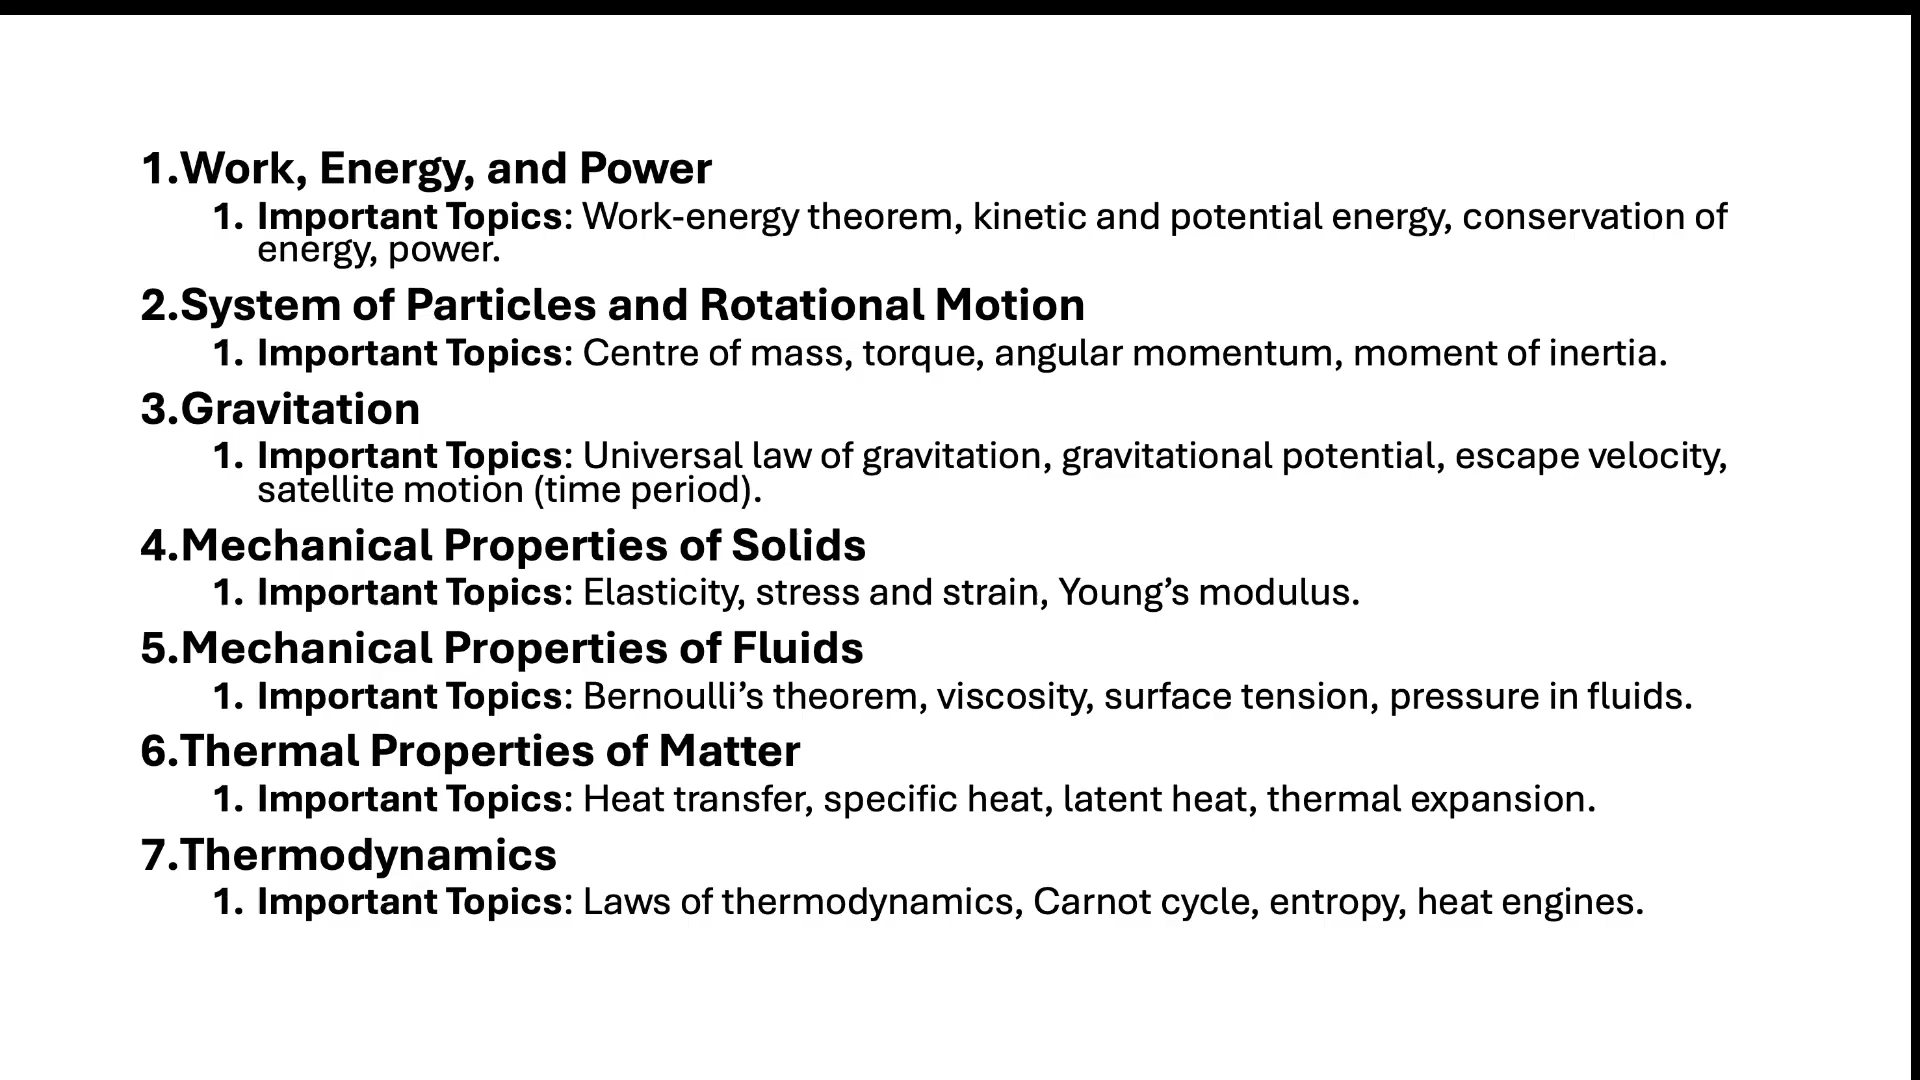 1.Work, Energy, and Power
1. Important Topics: Work-energy theorem, kinetic and potential energy, conservation of
energy, power.
2.System of Particles and Rotational Motion
1. Important Topics: Centre of mass, torque, angular momentum, moment of inertia.
3.Gravitation
1. Important Topics: Universal law of gravitation, gravitational potential, escape velocity,
satellite motion (time period).
4.Mechanical Properties of Solids
1. Important Topics: Elasticity, stress and strain, Young’s modulus.
5.Mechanical Properties of Fluids
1. Important Topics: Bernoulli’s theorem, viscosity, surface tension, pressure in fluids.
6.Thermal Properties of Matter
1. Important Topics: Heat transfer, specific heat, latent heat, thermal expansion.
7.Thermodynamics
1. Important Topics: Laws of thermodynamics, Carnot cycle, entropy, heat engines.